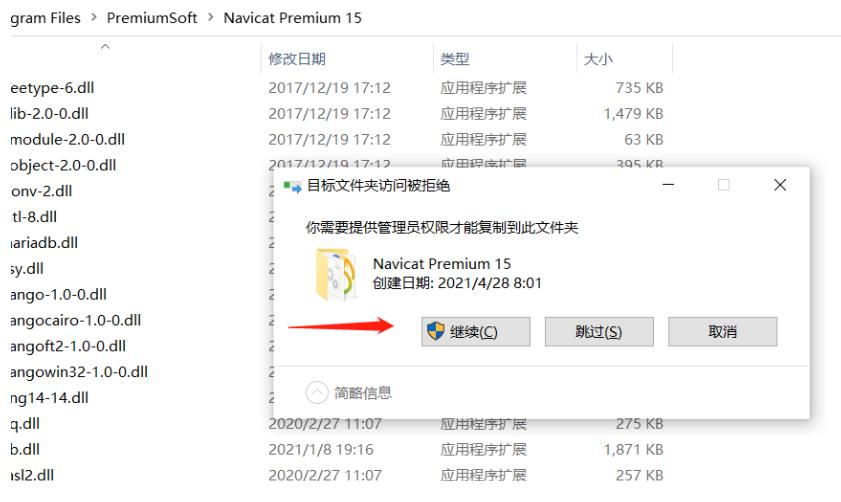 gram Files > PremiumSoft > Navicat Premium 15
修改日期 类型 大小
eetype-6.dll 2017/12/19 17:12 应用程序扩展 735 KB
lib-2.0-0.dll 2017/12/19 17:12 应用程序扩展 1,479 KB
module-2.0-0.dll 2017/12/19 17:12 应用程序扩展 63 KB
object-2.0-0.dll 2017/12/19 17:12 应用程序扩展 395 KB
onv-2.dll
tl-8.dll
ariadb.dll
sy.dll
ango-1.0-0.dll
angocairo-1.0-0.dll
angoft2-1.0-0.dll
angowin32-1.0-0.dll
ng14-14.dll
目标文件夹访问被拒绝
你需要提供管理员权限才能复制到此文件夹
Navicat Premium 15
创建日期: 2021/4/28 8:01
继续(C) 跳过(S) 取消
简略信息
q.dll 2020/2/27 11:07 应用程序扩展 275 KB
b.dll 2021/1/8 19:16 应用程序扩展 1,871 KB
asl2.dll 2020/2/27 11:07 应用程序扩展 257 KB